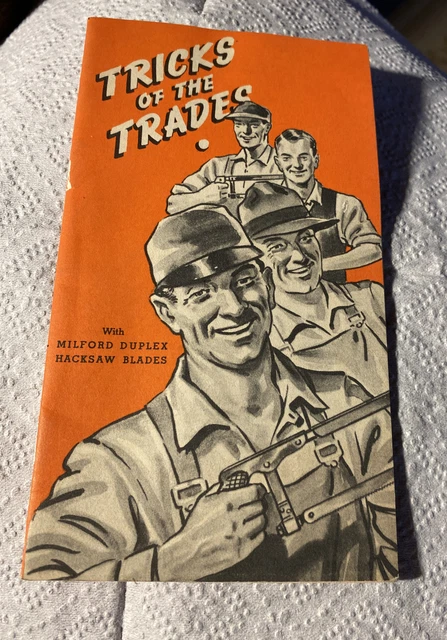 TRICKS
OF THE
TRADES
With
MILFORD DUPLEX
HACKSAW BLADES